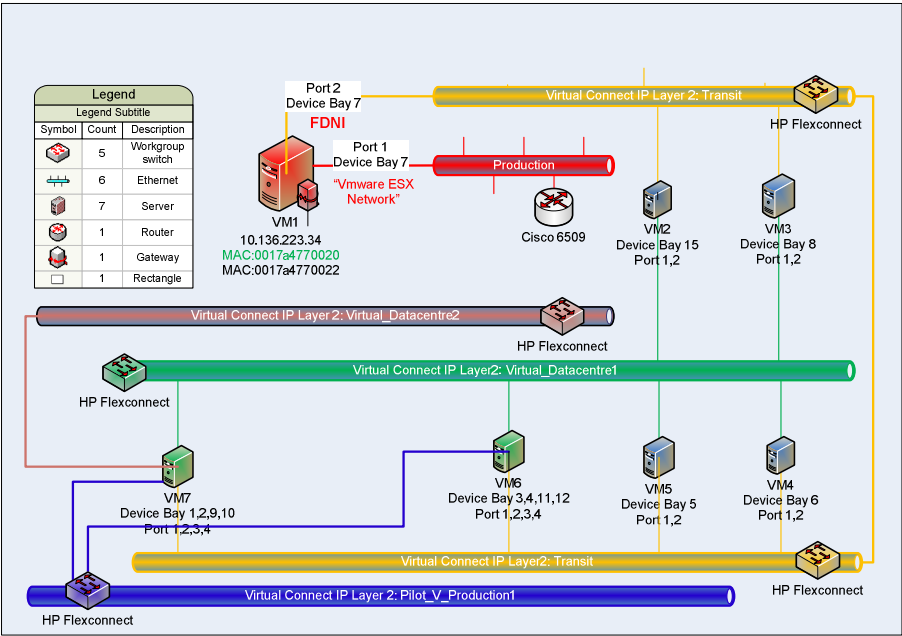 Legend
Legend Subtitle
Symbol Count Description
5 Workgroup switch
6 Ethernet
7 Server
1 Router
1 Gateway
1 Rectangle
Port 2
Device Bay 7
FDNI
Port 1
Device Bay 7
“Vmware ESX
Network”
VM1
10.136.223.34
MAC:0017a4770020
MAC:0017a4770022
Virtual Connect IP Layer 2: Transit
HP Flexconnect
Production
Cisco 6509
VM2
Device Bay 15
Port 1,2
VM3
Device Bay 8
Port 1,2
Virtual Connect IP Layer 2: Virtual_Datacentre2
HP Flexconnect
Virtual Connect IP Layer2: Virtual_Datacentre1
HP Flexconnect
VM7
Device Bay 1,2,9,10
Port 1,2,3,4
VM6
Device Bay 3,4,11,12
Port 1,2,3,4
VM5
Device Bay 5
Port 1,2
VM4
Device Bay 6
Port 1,2
Virtual Connect IP Layer2: Transit
HP Flexconnect
Virtual Connect IP Layer 2: Pilot_V_Production1
HP Flexconnect